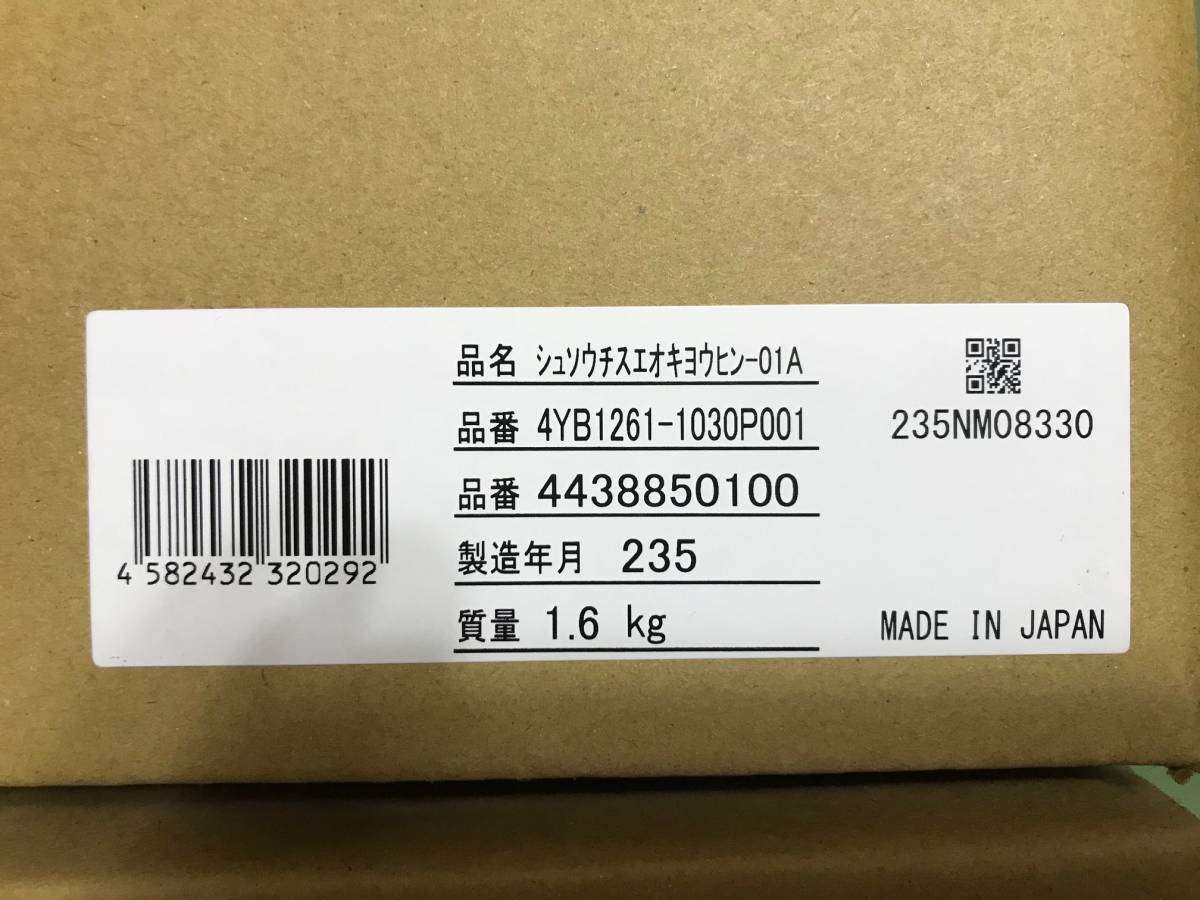 品名 ｼｭｿｳﾁｽｴｵｷﾖｳﾋﾝ-01A
品番 4YB1261-1030P001
235NM08330
品番 4438850100
製造年月 235
4 582432 320292
質量 1.6 kg
MADE IN JAPAN